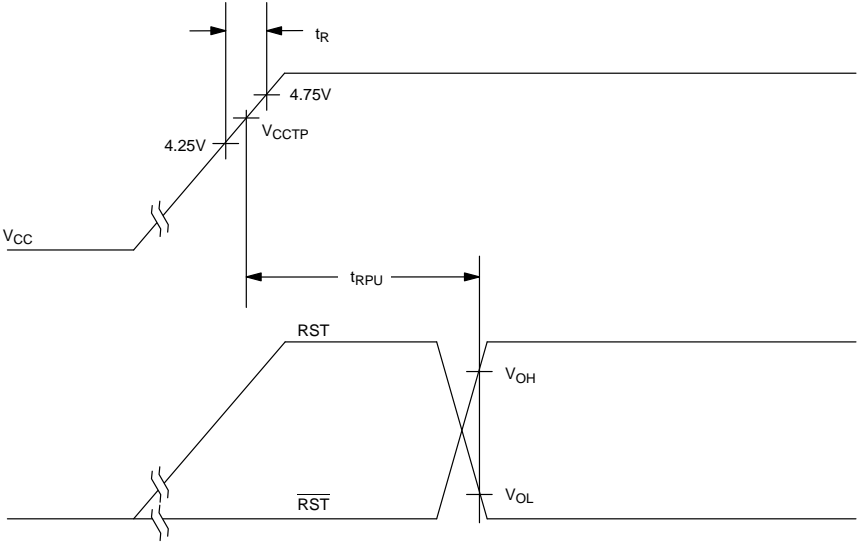 tR
4.75V
VCCTP
4.25V
VCC
tRPU
RST
VOH
RST
VOL